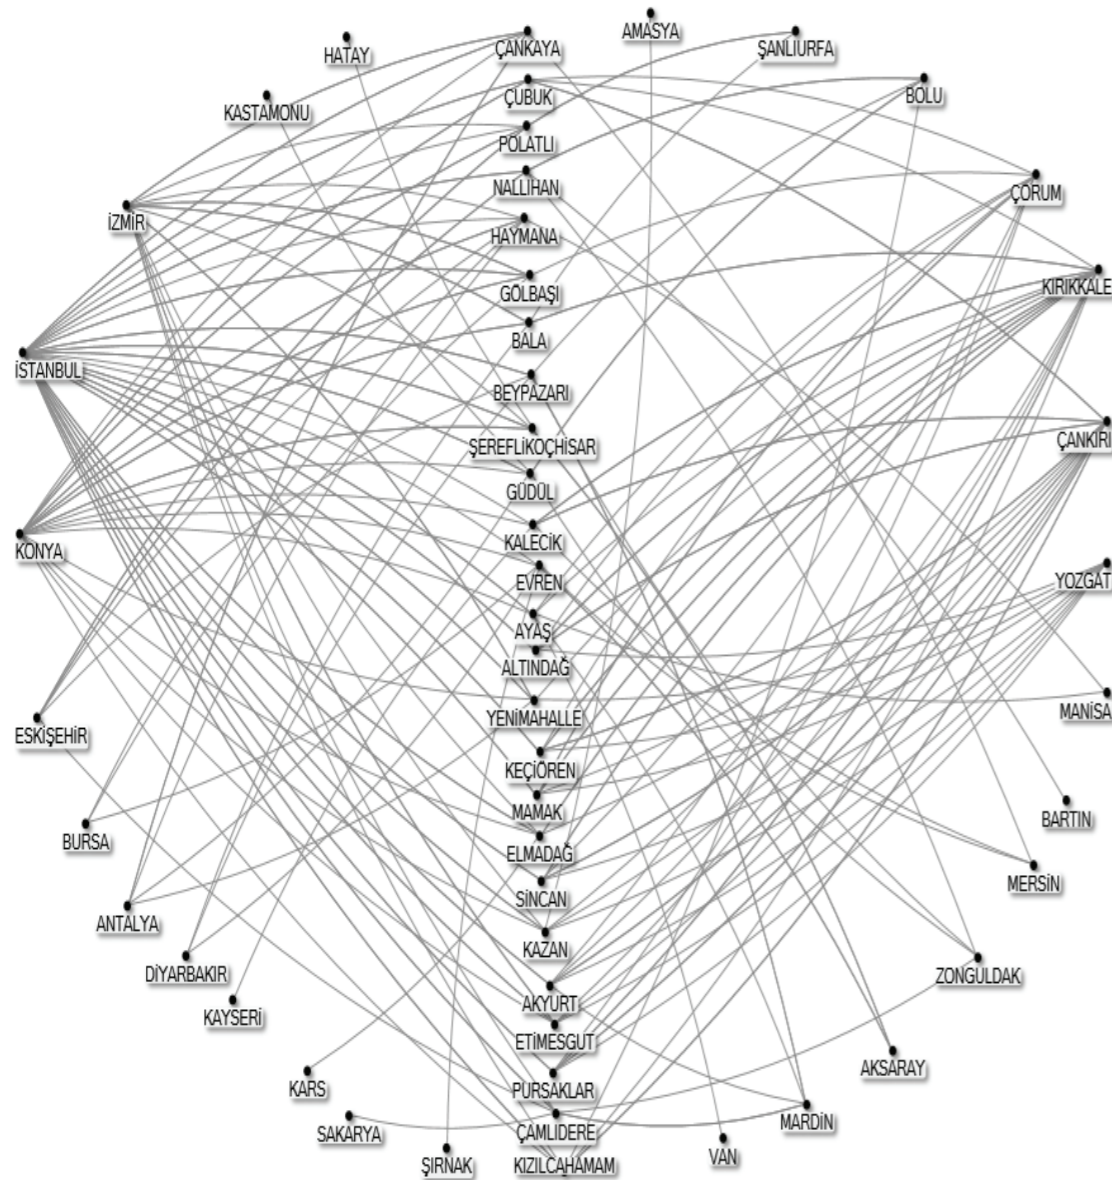 AMASYA
HATAY
ÇANKAYA
ŞANLIURFA
KASTAMONU
ÇUBUK
BOLU
POLATLI
NALLIHAN
ÇORUM
İZMİR
HAYMANA
GÖLBAŞI
KIRIKKALE
BALA
İSTANBUL
BEYPAZARI
ŞEREFLİKOÇHİSAR
ÇANKIRI
GÜDÜL
KALECİK
KONYA
EVREN
YOZGAT
AYAŞ
ALTINDAĞ
YENİMAHALLE
MANİSA
ESKİŞEHİR
KEÇİÖREN
MAMAK
BARTIN
BURSA
ELMADAĞ
MERSİN
SİNCAN
ANTALYA
KAZAN
DİYARBAKIR
ZONGULDAK
AKYURT
KAYSERİ
ETİMESGUT
AKSARAY
KARS
PURSAKLAR
MARDİN
SAKARYA
ÇAMLIDERE
VAN
ŞIRNAK
KIZILCAHAMAM